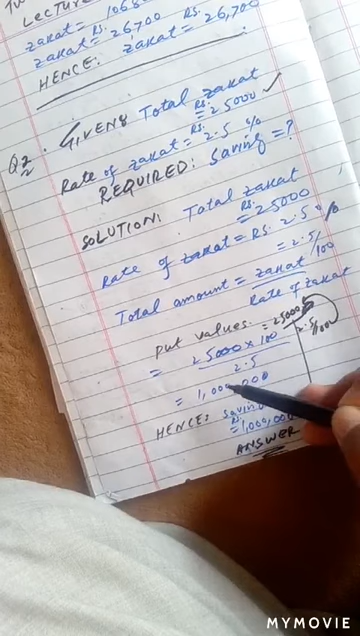 LECTURE
zakat = 1068
zakat = Rs. 26,700
HENCE: zakat = Rs. 26,700
Q2. GIVEN: Total zakat
= Rs. 25000 ✓
Rate of zakat = Rs. 2.5 %
REQUIRED: Saving = ?
SOLUTION: Total zakat
= Rs. 25000
Rate of zakat = Rs. 2.5 %
= 2.5/100
Total amount = zakat
Rate of zakat
Put values. = 25000
2.5/100
= 25000 × 100
2.5
= 1,000,000
HENCE: Saving
= Rs. 1,000,000
ANSWER
MYMOVIE